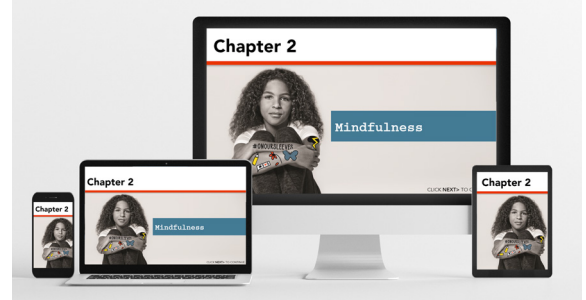 Chapter 2
Mindfulness
#ONOURSLEEVES
CLICK NEXT> TO
Chapter 2
Chapter 2
Mindfulness
Chapter 2